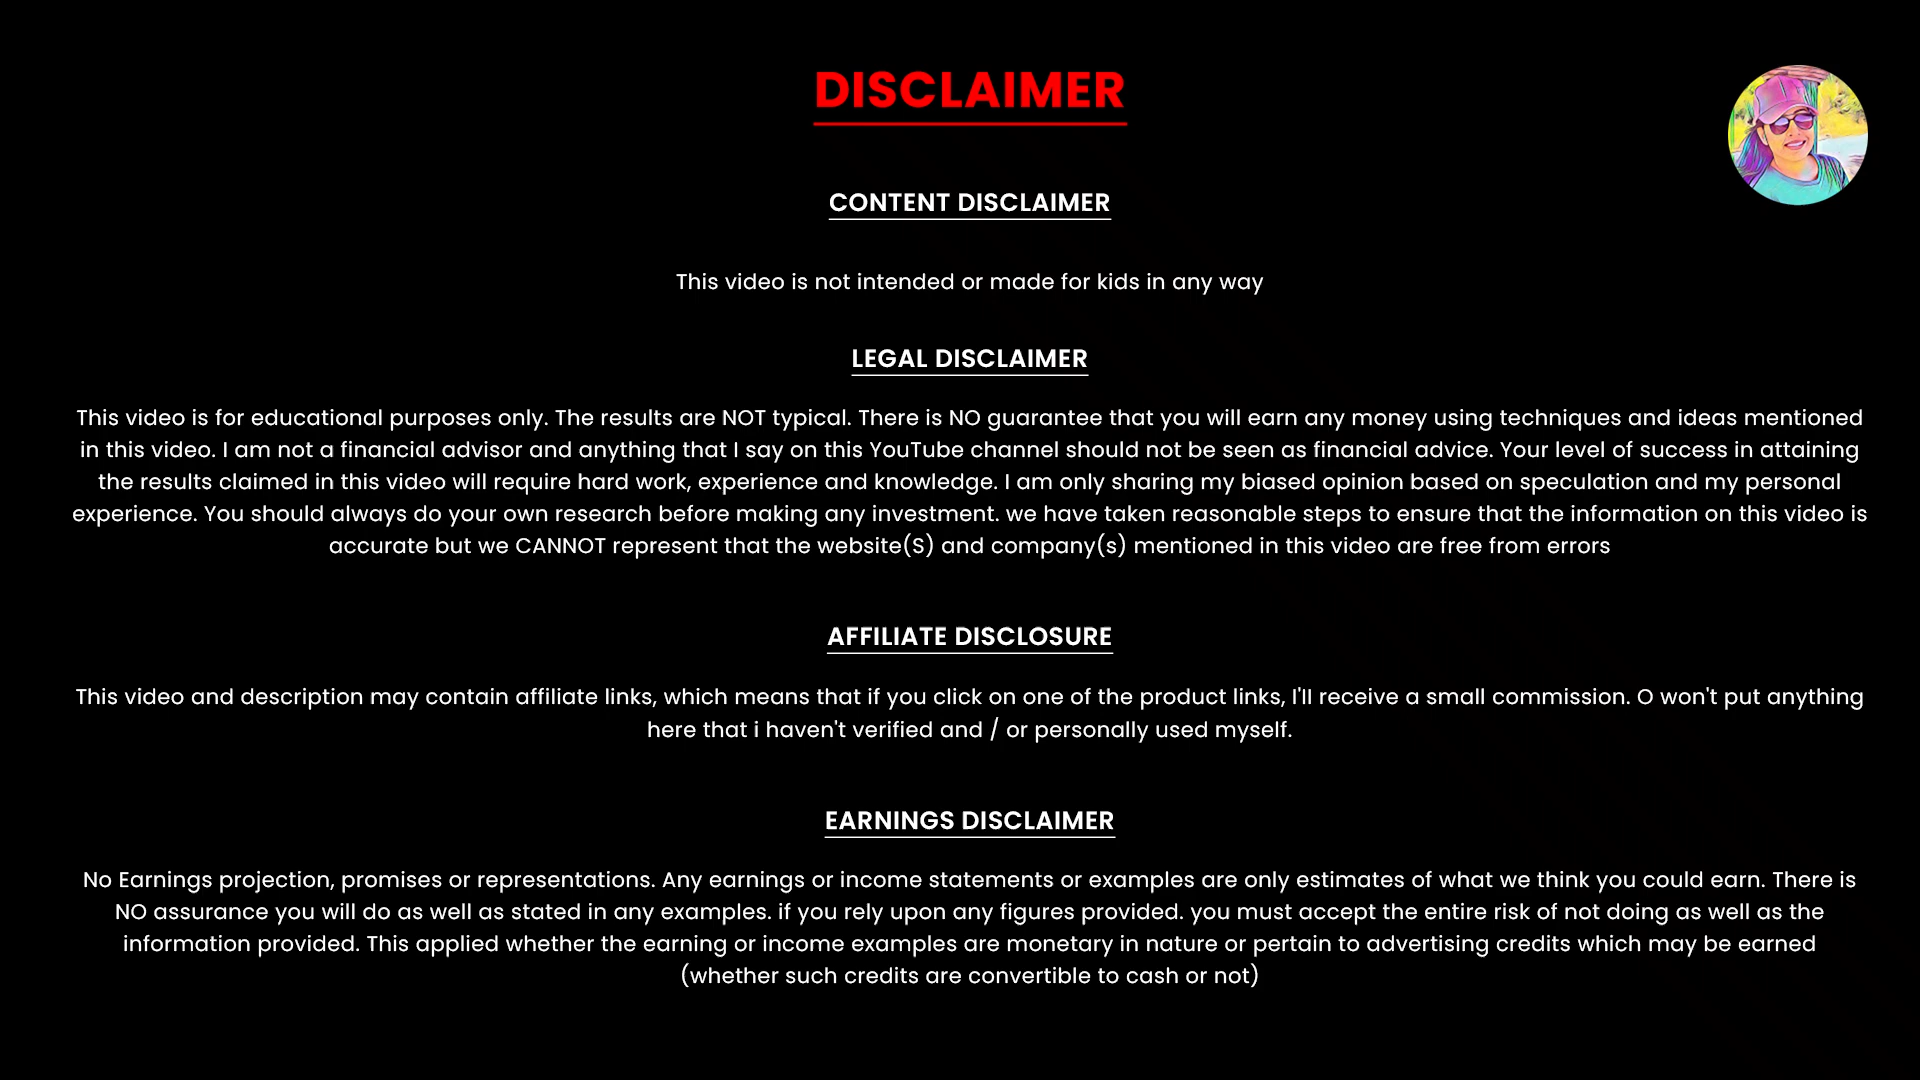 DISCLAIMER
CONTENT DISCLAIMER
This video is not intended or made for kids in any way
LEGAL DISCLAIMER
This video is for educational purposes only. The results are NOT typical. There is NO guarantee that you will earn any money using techniques and ideas mentioned
in this video. I am not a financial advisor and anything that I say on this YouTube channel should not be seen as financial advice. Your level of success in attaining
the results claimed in this video will require hard work, experience and knowledge. I am only sharing my biased opinion based on speculation and my personal
experience. You should always do your own research before making any investment. we have taken reasonable steps to ensure that the information on this video is
accurate but we CANNOT represent that the website(S) and company(s) mentioned in this video are free from errors
AFFILIATE DISCLOSURE
This video and description may contain affiliate links, which means that if you click on one of the product links, I'II receive a small commission. O won't put anything
here that i haven't verified and / or personally used myself.
EARNINGS DISCLAIMER
No Earnings projection, promises or representations. Any earnings or income statements or examples are only estimates of what we think you could earn. There is
NO assurance you will do as well as stated in any examples. if you rely upon any figures provided. you must accept the entire risk of not doing as well as the
information provided. This applied whether the earning or income examples are monetary in nature or pertain to advertising credits which may be earned
(whether such credits are convertible to cash or not)